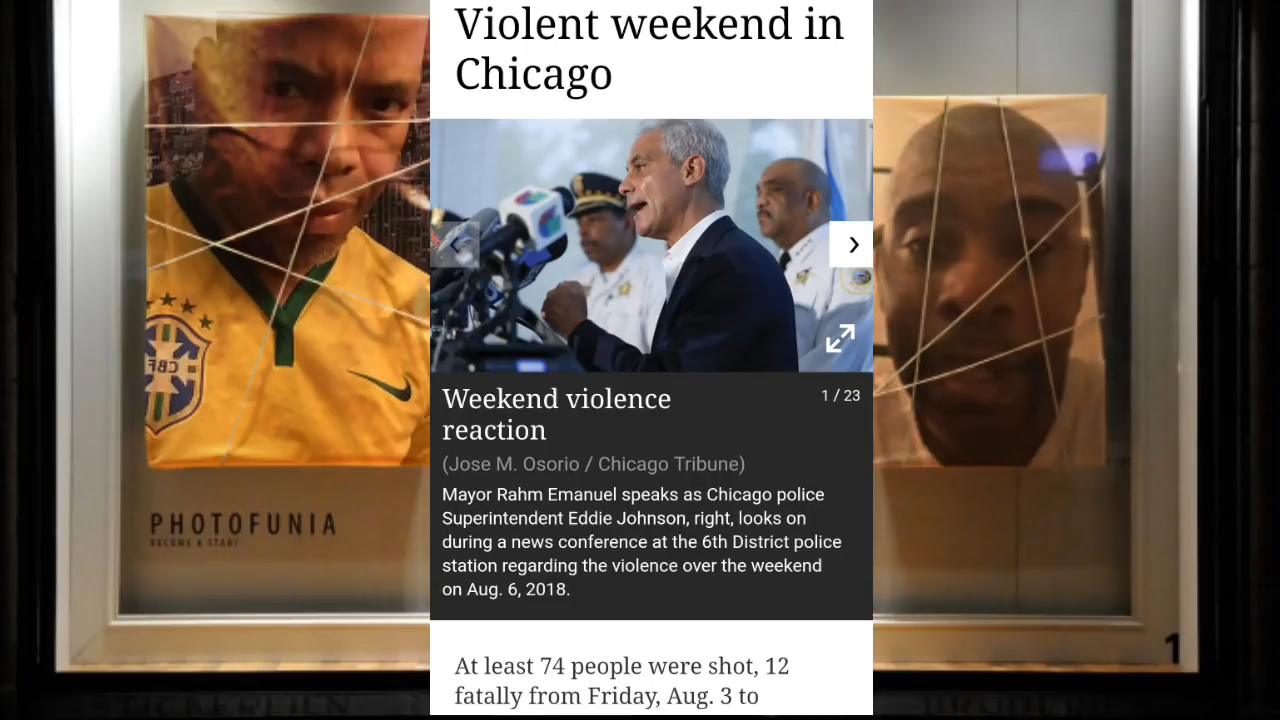 Violent weekend in
Chicago
Weekend violence
reaction
1 / 23
(Jose M. Osorio / Chicago Tribune)
Mayor Rahm Emanuel speaks as Chicago police
Superintendent Eddie Johnson, right, looks on
during a news conference at the 6th District police
station regarding the violence over the weekend
on Aug. 6, 2018.
At least 74 people were shot, 12
fatally from Friday, Aug. 3 to
PHOTOFUNIA
BECOME A STAR!
1